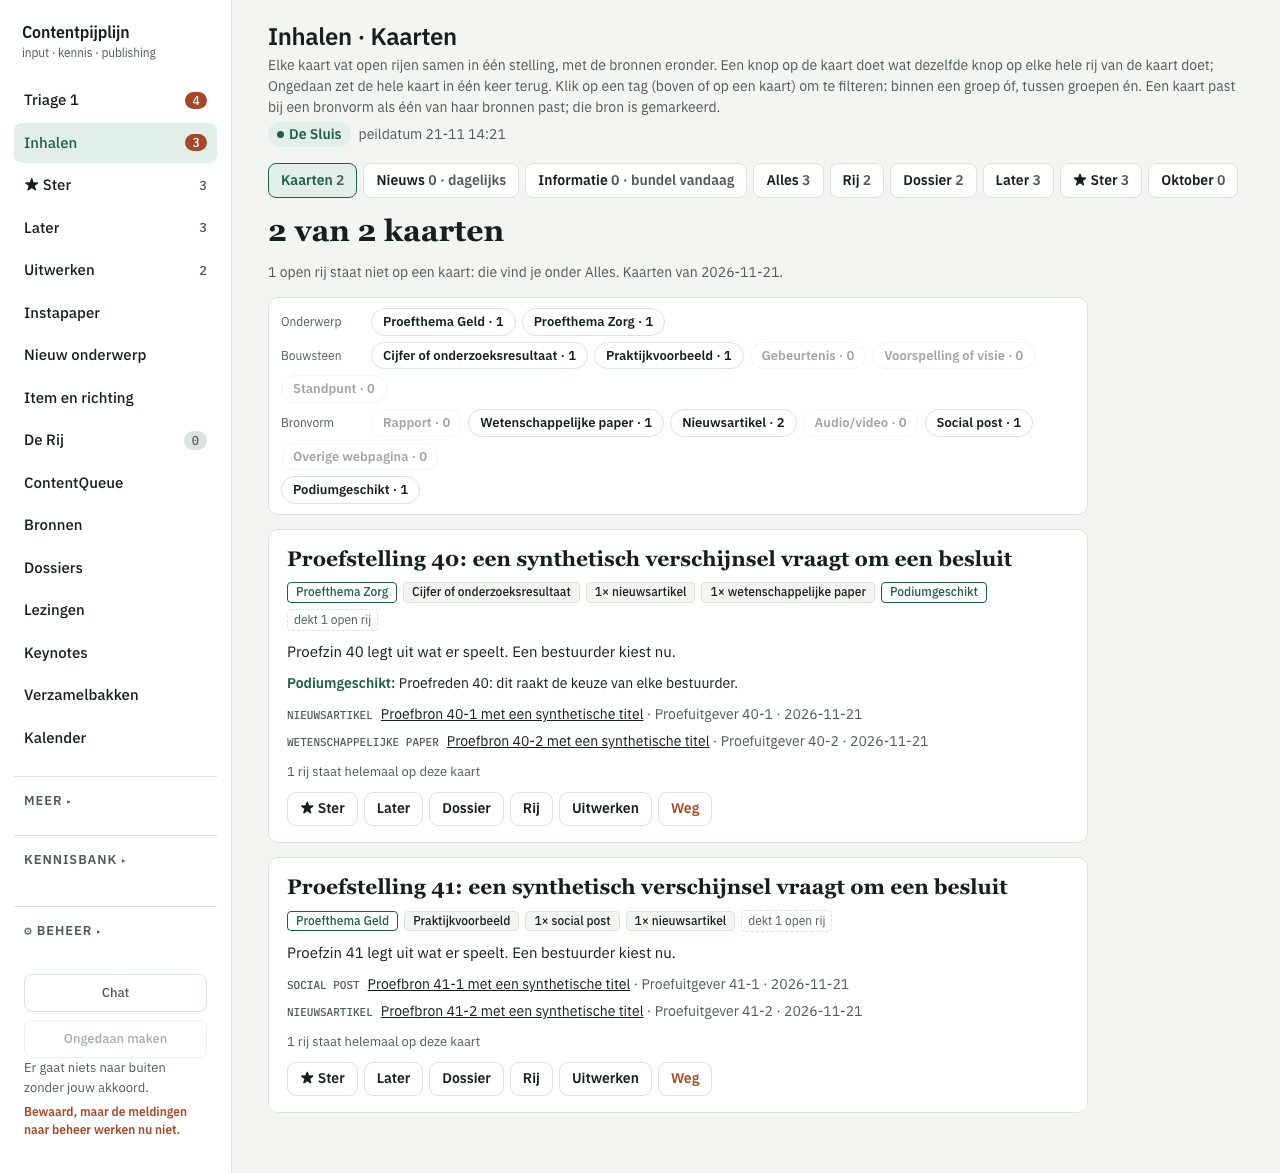 Contentpijplijn
input · kennis · publishing
Triage 1 4
Inhalen 3
★ Ster 3
Later 3
Uitwerken 2
Instapaper
Nieuw onderwerp
Item en richting
De Rij 0
ContentQueue
Bronnen
Dossiers
Lezingen
Keynotes
Verzamelbakken
Kalender
MEER ▸
KENNISBANK ▸
⚙ BEHEER ▸
Chat
Ongedaan maken
Er gaat niets naar buiten
zonder jouw akkoord.
Bewaard, maar de meldingen
naar beheer werken nu niet.
Inhalen · Kaarten
Elke kaart vat open rijen samen in één stelling, met de bronnen eronder. Een knop op de kaart doet wat dezelfde knop op elke hele rij van de kaart doet;
Ongedaan zet de hele kaart in één keer terug. Klik op een tag (boven of op een kaart) om te filteren: binnen een groep óf, tussen groepen én. Een kaart past
bij een bronvorm als één van haar bronnen past; die bron is gemarkeerd.
● De Sluis peildatum 21-11 14:21
Kaarten 2 Nieuws 0 · dagelijks Informatie 0 · bundel vandaag Alles 3 Rij 2 Dossier 2 Later 3 ★ Ster 3 Oktober 0
2 van 2 kaarten
1 open rij staat niet op een kaart: die vind je onder Alles. Kaarten van 2026-11-21.
Onderwerp Proefthema Geld · 1 Proefthema Zorg · 1
Bouwsteen Cijfer of onderzoeksresultaat · 1 Praktijkvoorbeeld · 1 Gebeurtenis · 0 Voorspelling of visie · 0
Standpunt · 0
Bronvorm Rapport · 0 Wetenschappelijke paper · 1 Nieuwsartikel · 2 Audio/video · 0 Social post · 1
Overige webpagina · 0
Podiumgeschikt · 1
Proefstelling 40: een synthetisch verschijnsel vraagt om een besluit
Proefthema Zorg Cijfer of onderzoeksresultaat 1× nieuwsartikel 1× wetenschappelijke paper Podiumgeschikt
dekt 1 open rij
Proefzin 40 legt uit wat er speelt. Een bestuurder kiest nu.
Podiumgeschikt: Proefreden 40: dit raakt de keuze van elke bestuurder.
NIEUWSARTIKEL Proefbron 40-1 met een synthetische titel · Proefuitgever 40-1 · 2026-11-21
WETENSCHAPPELIJKE PAPER Proefbron 40-2 met een synthetische titel · Proefuitgever 40-2 · 2026-11-21
1 rij staat helemaal op deze kaart
★ Ster Later Dossier Rij Uitwerken Weg
Proefstelling 41: een synthetisch verschijnsel vraagt om een besluit
Proefthema Geld Praktijkvoorbeeld 1× social post 1× nieuwsartikel dekt 1 open rij
Proefzin 41 legt uit wat er speelt. Een bestuurder kiest nu.
SOCIAL POST Proefbron 41-1 met een synthetische titel · Proefuitgever 41-1 · 2026-11-21
NIEUWSARTIKEL Proefbron 41-2 met een synthetische titel · Proefuitgever 41-2 · 2026-11-21
1 rij staat helemaal op deze kaart
★ Ster Later Dossier Rij Uitwerken Weg